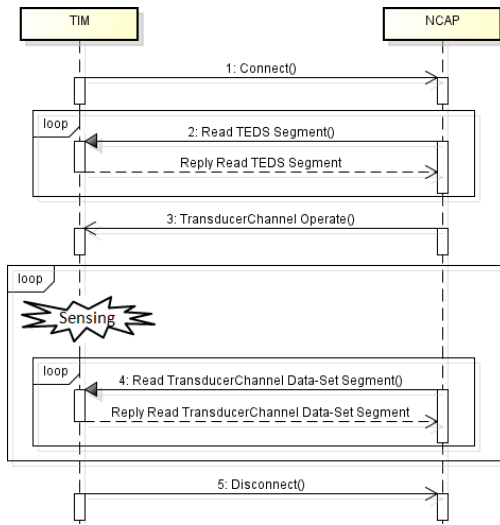 TIM
NCAP
1: Connect()
loop
2: Read TEDS Segment()
Reply Read TEDS Segment
3: TransducerChannel Operate()
loop
Sensing
loop
4: Read TransducerChannel Data-Set Segment()
Reply Read TransducerChannel Data-Set Segment
5: Disconnect()